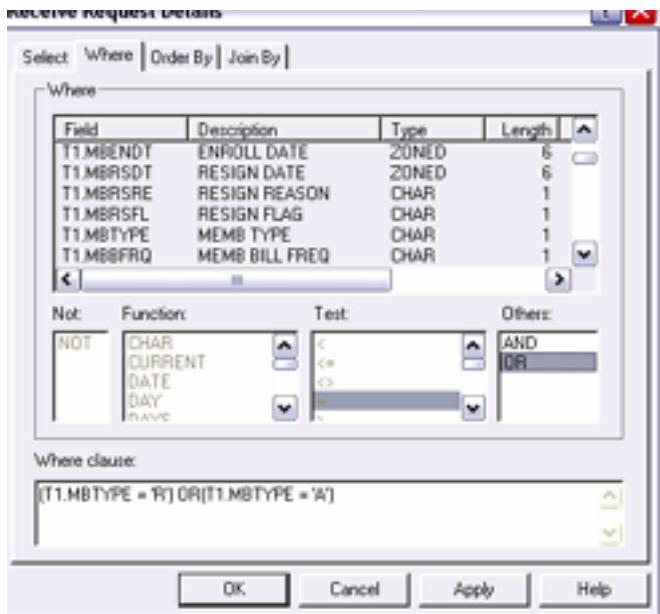 Receive Request Details
Select Where Order By Join By
Where
Field Description Type Length
T1.MBENDT ENROLL DATE ZONED 6
T1.MBRSDT RESIGN DATE ZONED 6
T1.MBRSRE RESIGN REASON CHAR 1
T1.MBRSFL RESIGN FLAG CHAR 1
T1.MBTYPE MEMB TYPE CHAR 1
T1.MBBFRQ MEMB BILL FREQ CHAR 1
Not: Function: Test: Others:
NOT CHAR < AND
CURRENT <= OR
DATE <>
DAY =
DAYS >
Where clause:
(T1.MBTYPE = 'R') OR(T1.MBTYPE = 'A')
OK Cancel Apply Help